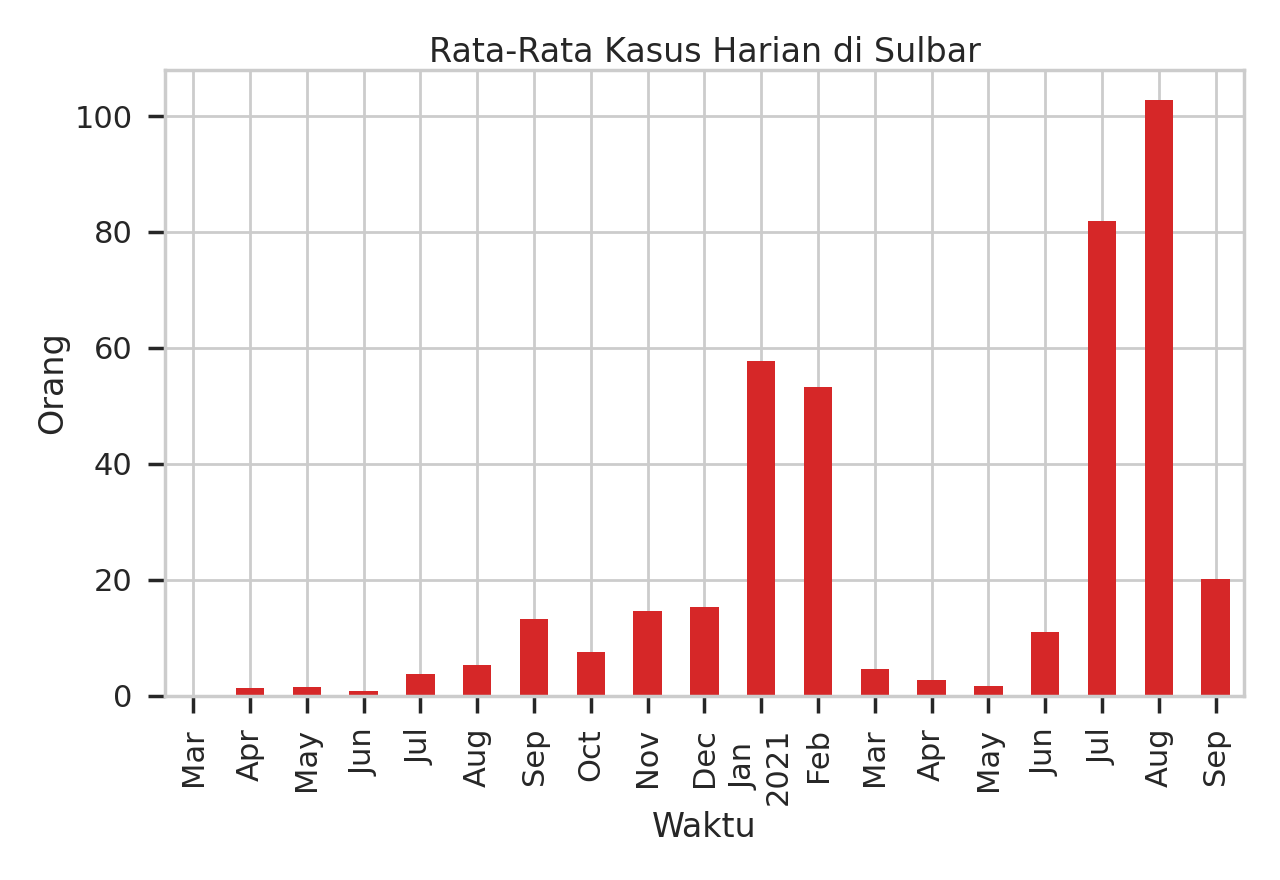 Rata-Rata Kasus Harian di Sulbar
100
80
60
40
20
0
Orang
Mar
Apr
May
Jun
Jul
Aug
Sep
Oct
Nov
Dec
Jan
2021
Feb
Mar
Apr
May
Jun
Jul
Aug
Sep
Waktu